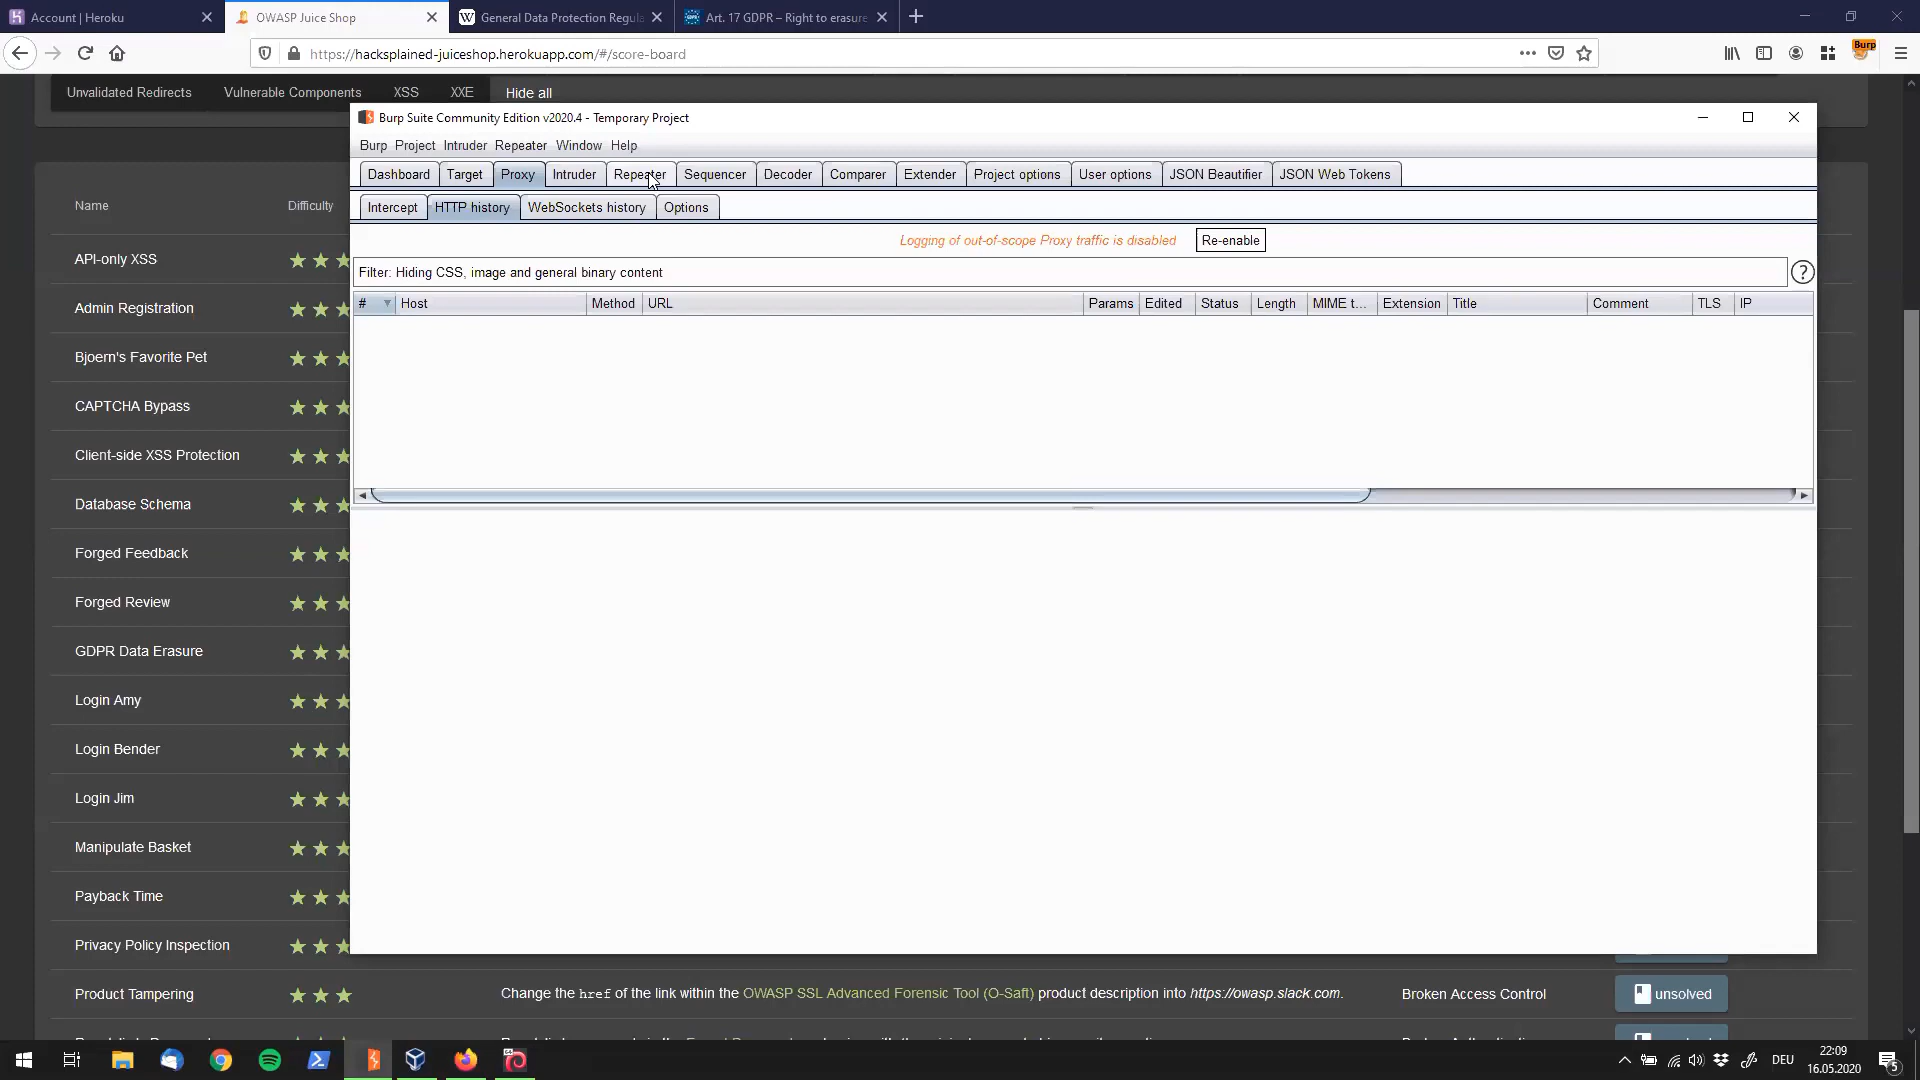 Account | Heroku
OWASP Juice Shop
General Data Protection Regula
Art. 17 GDPR – Right to erasure
https://hacksplained-juiceshop.herokuapp.com/#/score-board
Burp
Unvalidated Redirects Vulnerable Components XSS XXE Hide all
Burp Suite Community Edition v2020.4 - Temporary Project
Burp Project Intruder Repeater Window Help
Dashboard Target Proxy Intruder Repeater Sequencer Decoder Comparer Extender Project options User options JSON Beautifier JSON Web Tokens
Intercept HTTP history WebSockets history Options
Logging of out-of-scope Proxy traffic is disabled Re-enable
Filter: Hiding CSS, image and general binary content
# Host Method URL Params Edited Status Length MIME t... Extension Title Comment TLS IP
Name Difficulty
API-only XSS
Admin Registration
Bjoern's Favorite Pet
CAPTCHA Bypass
Client-side XSS Protection
Database Schema
Forged Feedback
Forged Review
GDPR Data Erasure
Login Amy
Login Bender
Login Jim
Manipulate Basket
Payback Time
Privacy Policy Inspection
Product Tampering
Change the href of the link within the OWASP SSL Advanced Forensic Tool (O-Saft) product description into https://owasp.slack.com.
Broken Access Control
unsolved
DEU
22:09
16.05.2020
5